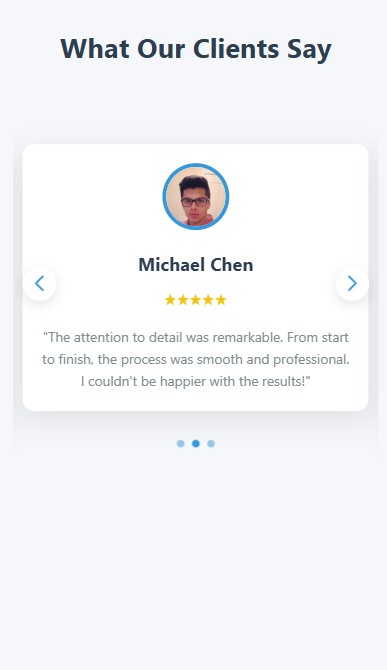 What Our Clients Say
Michael Chen
★★★★★
"The attention to detail was remarkable. From start
to finish, the process was smooth and professional.
I couldn't be happier with the results!"